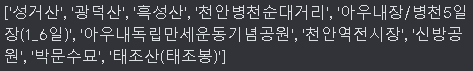 ['성거산', '광덕산', '흑성산', '천안병천순대거리', '아우내장/병천5일
장(1_6일)', '아우내독립만세운동기념공원', '천안역전시장', '신방공
원', '박문수묘', '태조산(태조봉)']